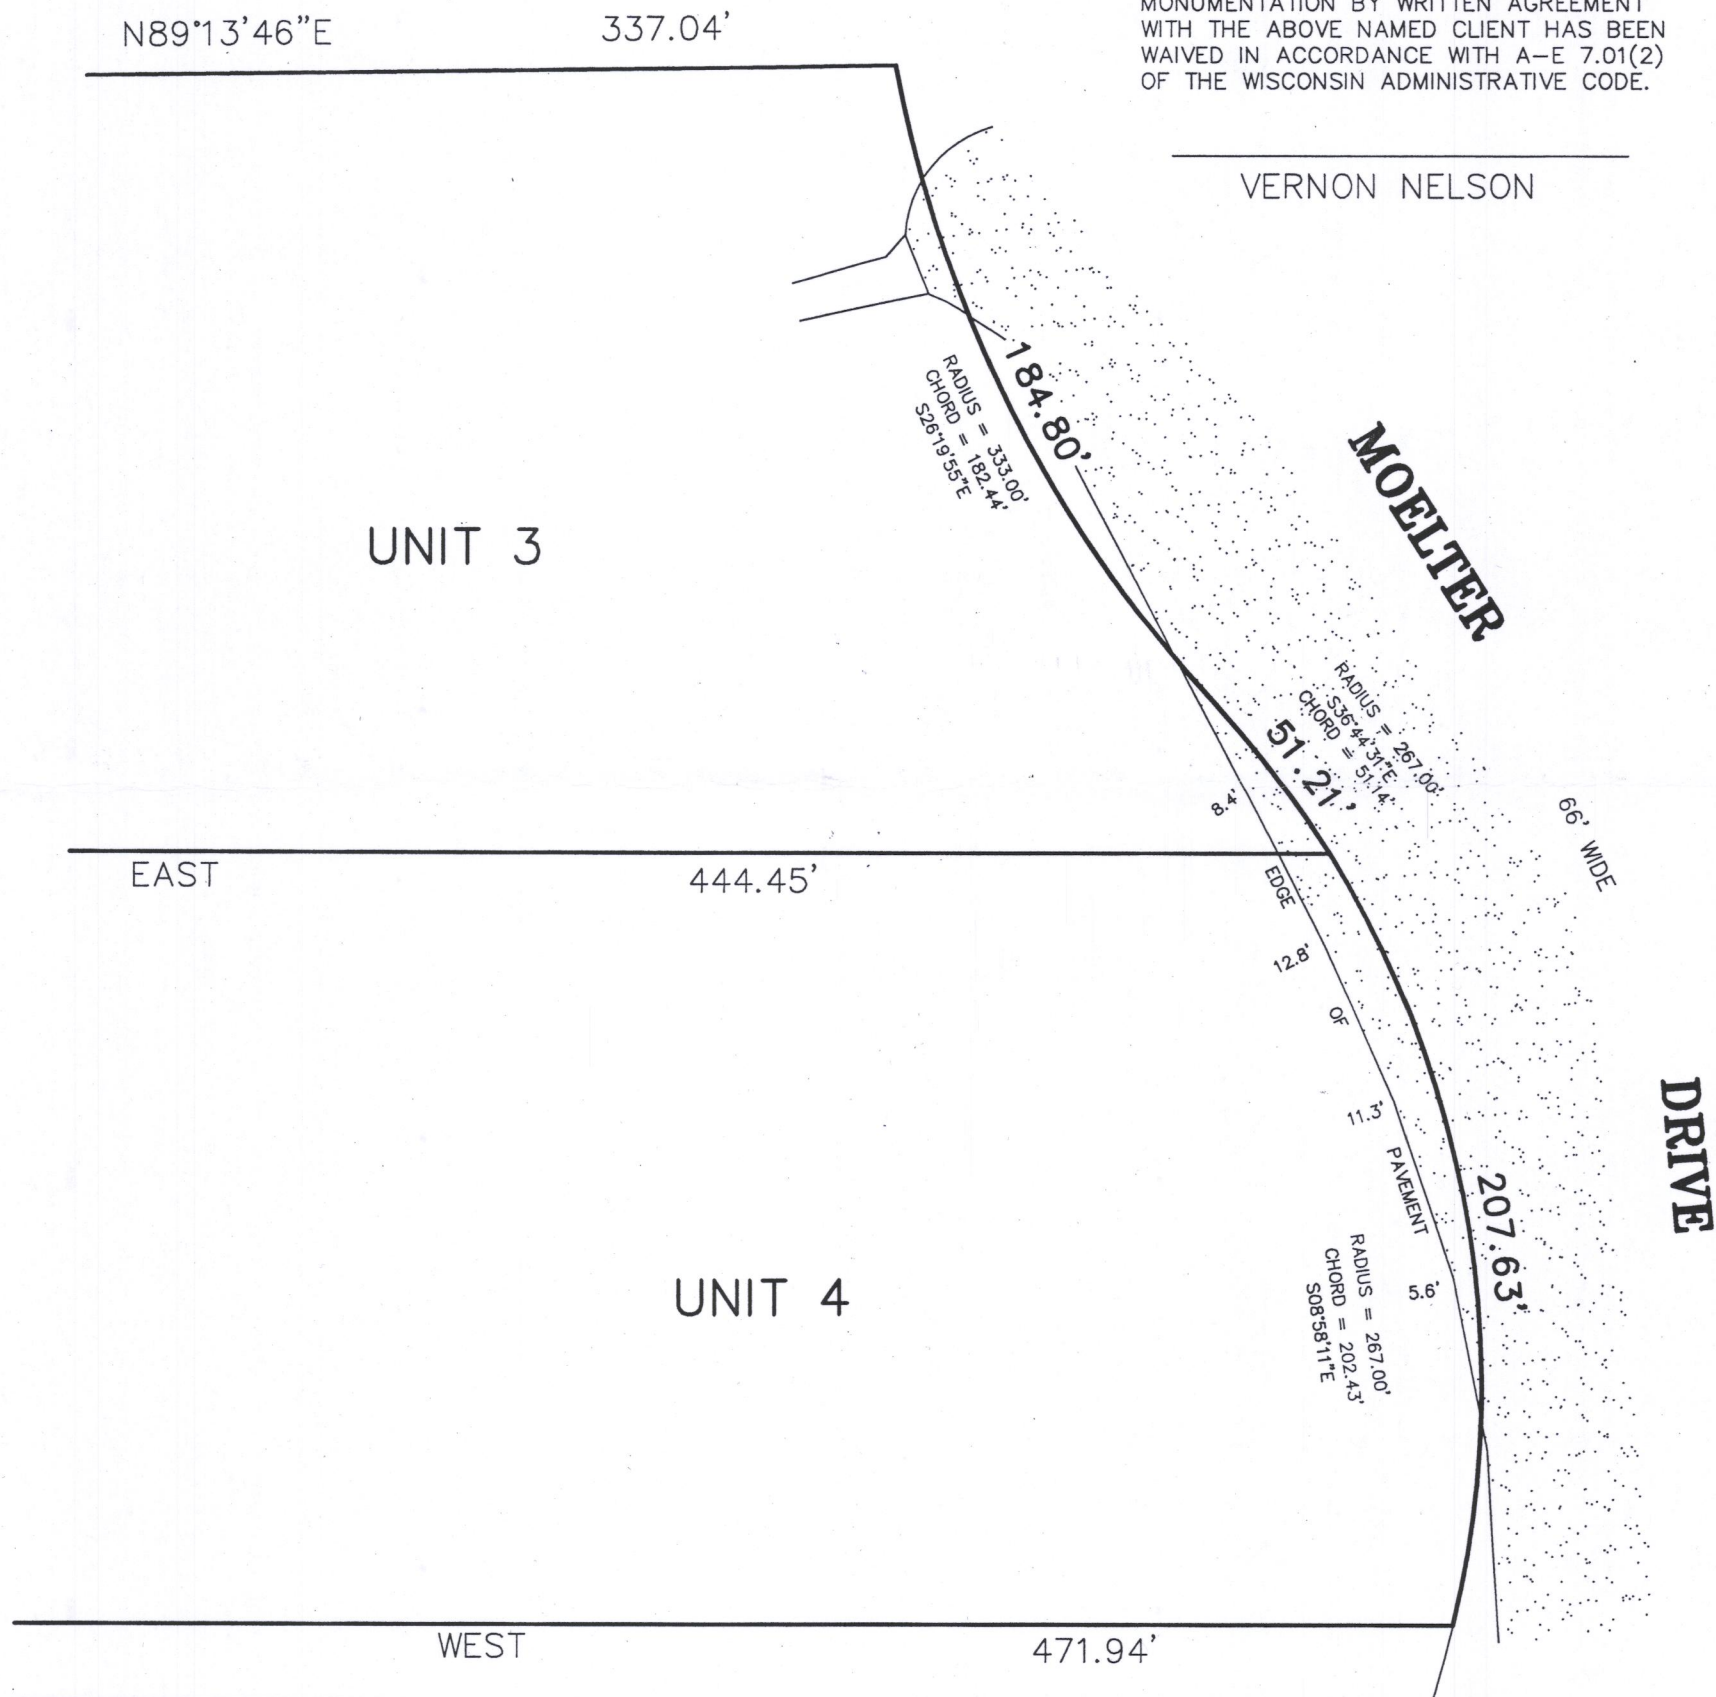 N89°13'46"E
337.04'
MONUMENTATION BY WRITTEN AGREEMENT
WITH THE ABOVE NAMED CLIENT HAS BEEN
WAIVED IN ACCORDANCE WITH A-E 7.01(2)
OF THE WISCONSIN ADMINISTRATIVE CODE.
VERNON NELSON
184.80'
RADIUS = 333.00'
CHORD = 182.44'
S26°19'55"E
MOELTER
UNIT 3
RADIUS = 267.00'
S36°44'31"E
CHORD = 51.14'
51.21'
8.4'
66' WIDE
EAST
444.45'
EDGE
12.8'
OF
11.3'
PAVEMENT
DRIVE
207.63'
5.6'
RADIUS = 267.00'
CHORD = 202.43'
S08°58'11"E
UNIT 4
WEST
471.94'